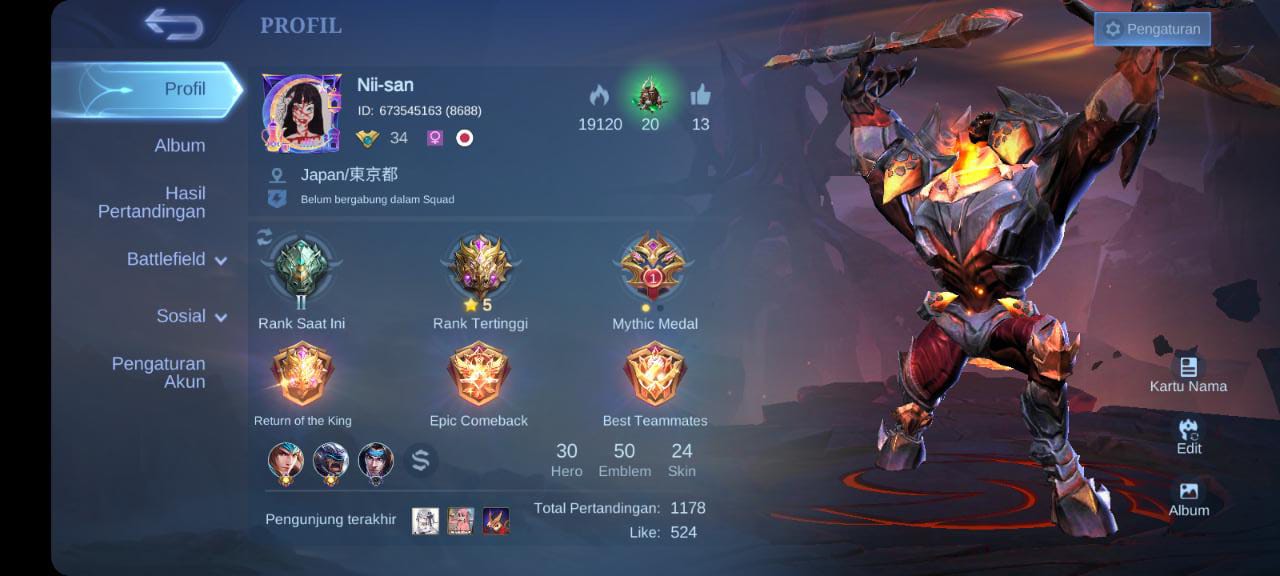 PROFIL
Pengaturan
Profil
Album
Hasil
Pertandingan
Battlefield
Sosial
Pengaturan
Akun
Nii-san
ID: 673545163 (8688)
34
19120
20
13
Japan/東京都
Belum bergabung dalam Squad
II
Rank Saat Ini
5
Rank Tertinggi
1
Mythic Medal
Return of the King
Epic Comeback
Best Teammates
30
Hero
50
Emblem
24
Skin
Pengunjung terakhir
Total Pertandingan: 1178
Like: 524
Kartu Nama
Edit
Album